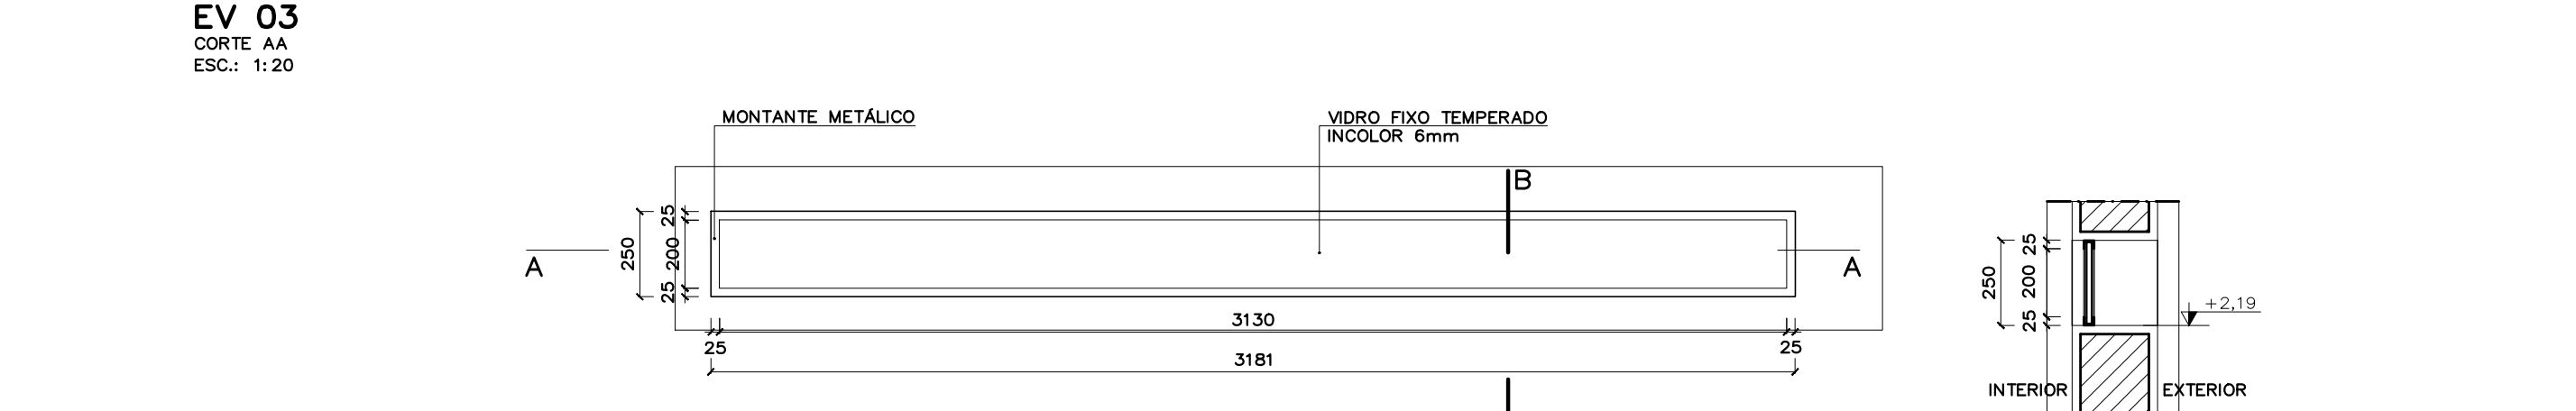 EV 03
CORTE AA
ESC.: 1:20
MONTANTE METÁLICO
VIDRO FIXO TEMPERADO
INCOLOR 6mm
B
A
A
250
25
200
25
3130
25
25
3181
250
25
200
25
+2,19
INTERIOR
EXTERIOR